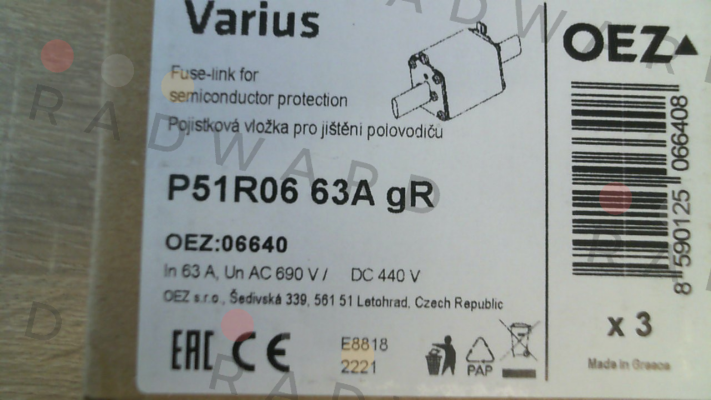 Varius
OEZ
Fuse-link for
semiconductor protection
Pojistková vložka pro jištění polovodičů
P51R06 63A gR
OEZ:06640
In 63 A, Un AC 690 V / DC 440 V
OEZ s.r.o., Šedivská 339, 561 51 Letohrad, Czech Republic
EAC CE
E8818
2221
PAP
8 590125 066408
x 3
Made in Greece
RADWARD
RADWARD